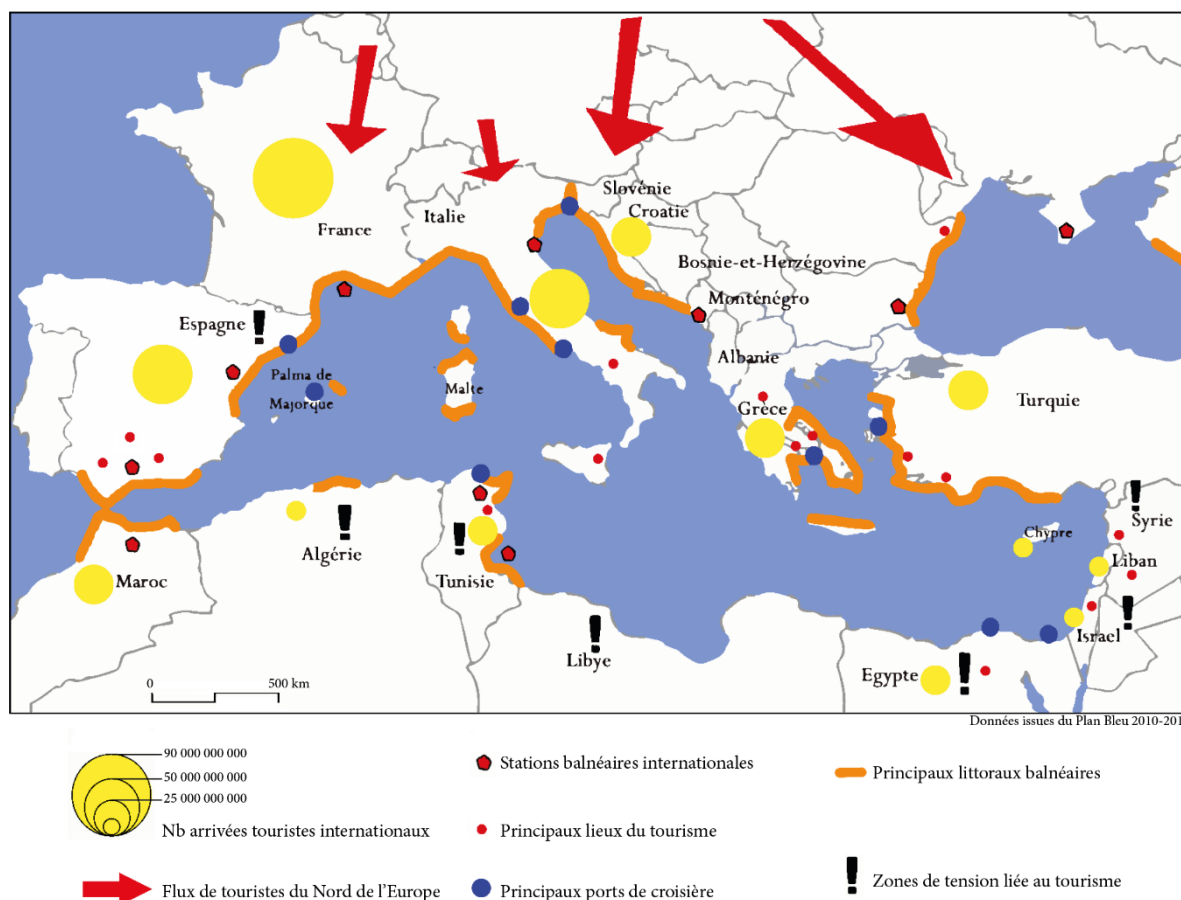 Slovénie
Croatie
Italie
France
Bosnie-et-Herzégovine
Monténégro
Espagne
Albanie
Palma de
Majorque
Malte
Grèce
Turquie
Syrie
Chypre
Algérie
Liban
Maroc
Tunisie
Israel
Libye
Egypte
0 500 km
Données issues du Plan Bleu 2010-201
90 000 000 000
50 000 000 000
25 000 000 000
Nb arrivées touristes internationaux
Flux de touristes du Nord de l'Europe
Stations balnéaires internationales
Principaux lieux du tourisme
Principaux ports de croisière
Principaux littoraux balnéaires
Zones de tension liée au tourisme